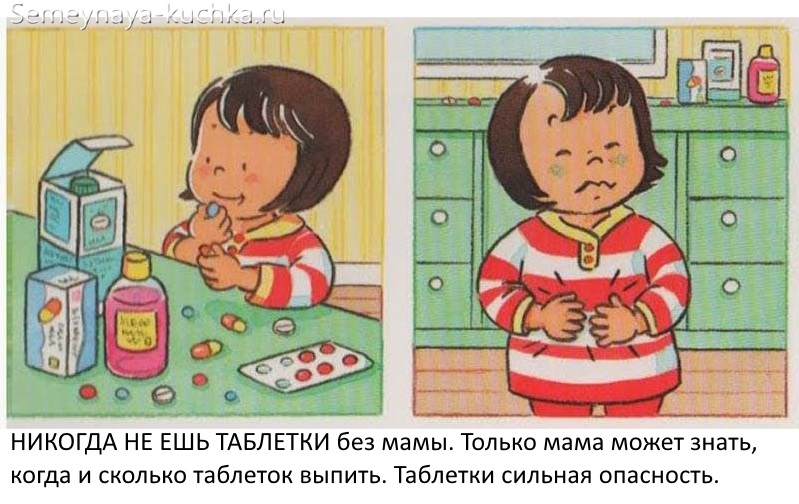 Semeynaya-kuchka.ru
НИКОГДА НЕ ЕШЬ ТАБЛЕТКИ без мамы. Только мама может знать,
когда и сколько таблеток выпить. Таблетки сильная опасность.